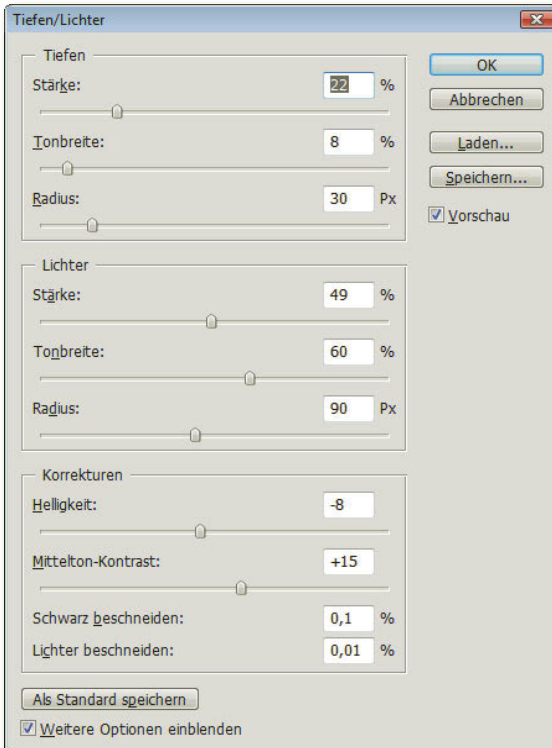 Tiefen/Lichter
Tiefen
Stärke: 22 %
Tonbreite: 8 %
Radius: 30 Px
Lichter
Stärke: 49 %
Tonbreite: 60 %
Radius: 90 Px
Korrekturen
Helligkeit: -8
Mittelton-Kontrast: +15
Schwarz beschneiden: 0,1 %
Lichter beschneiden: 0,01 %
Als Standard speichern
Weitere Optionen einblenden
OK
Abbrechen
Laden...
Speichern...
Vorschau